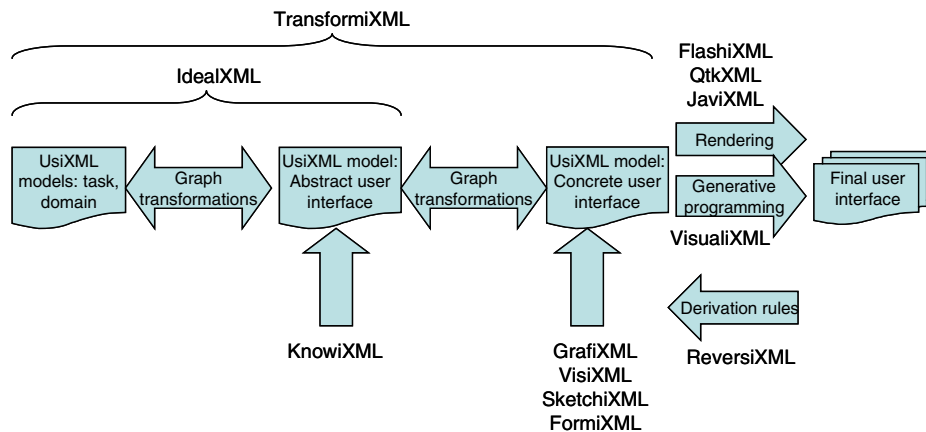 TransformiXML
IdealXML
FlashiXML
QtkXML
JaviXML
UsiXML
models: task,
domain
Graph
transformations
UsiXML model:
Abstract user
interface
Graph
transformations
UsiXML model:
Concrete user
interface
Rendering
Generative
programming
VisualiXML
Final user
interface
Derivation rules
ReversiXML
KnowiXML
GrafiXML
VisiXML
SketchiXML
FormiXML